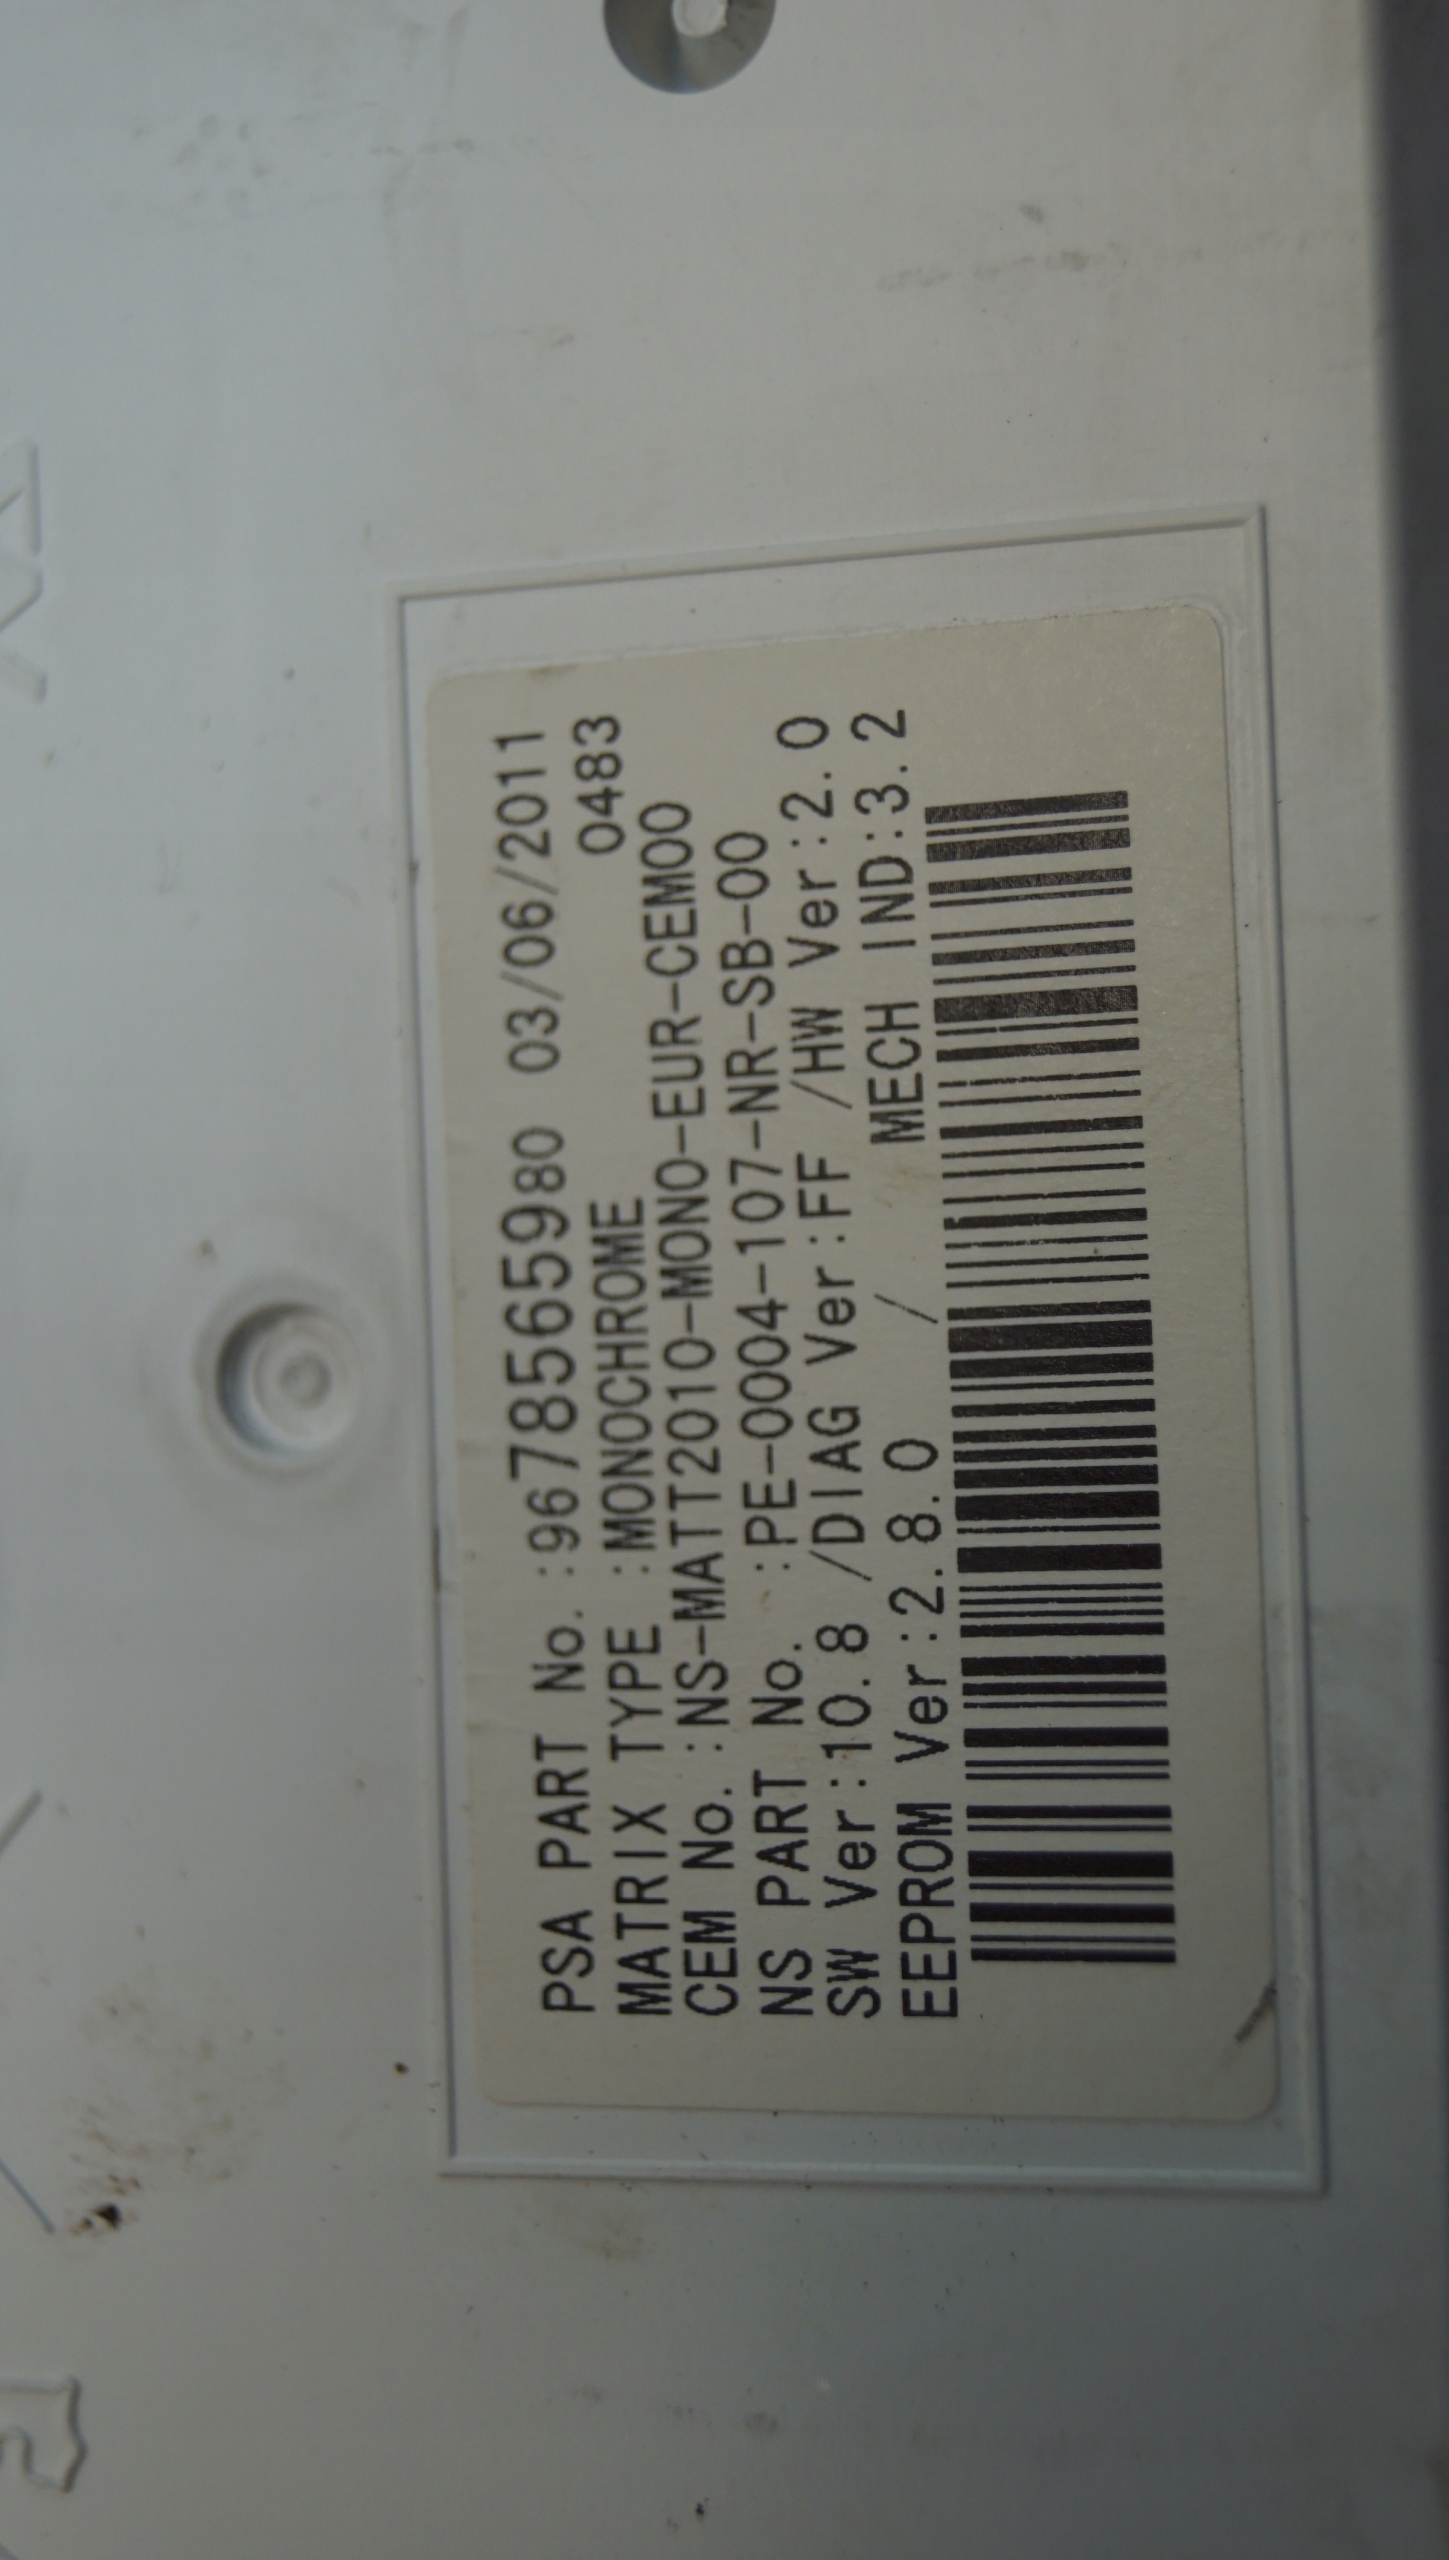 PSA PART No. :9678565980 03/06/2011
MATRIX TYPE :MONOCHROME 0483
CEM No. :NS-MATT2010-MONO-EUR-CEM00
NS PART No. :PE-0004-107-NR-SB-00
SW Ver:10.8 /DIAG Ver:FF /HW Ver:2.0
EEPROM Ver:2.8.0 / MECH IND:3.2